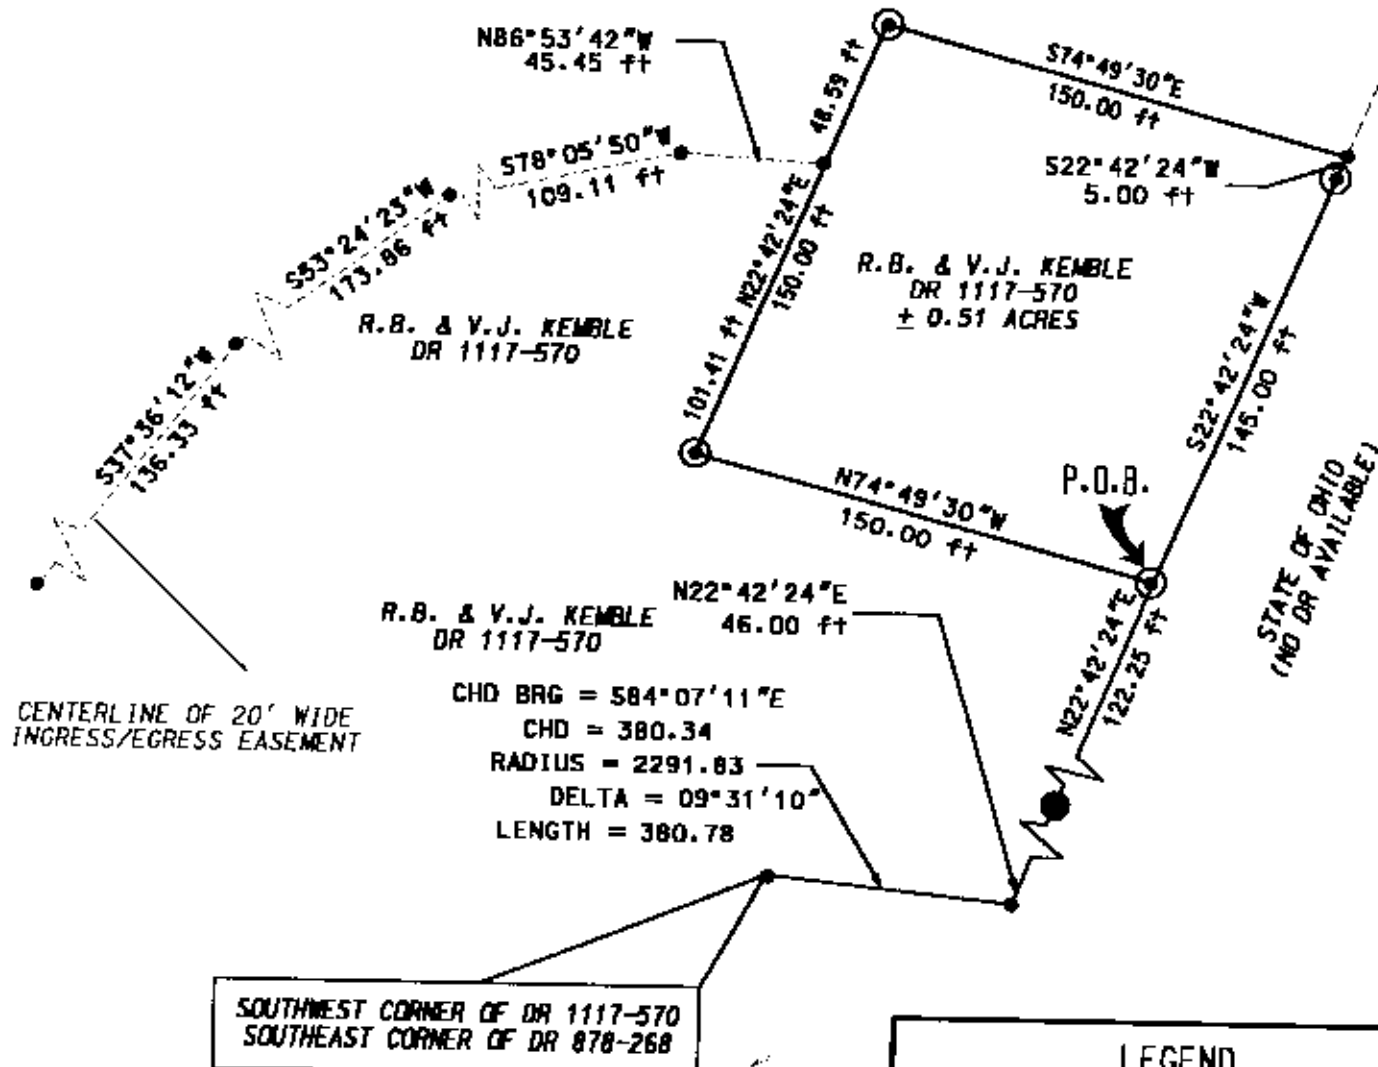 N86°53'42"W
45.45 ft
48.59 ft
S74°49'30"E
150.00 ft
S78°05'50"W
109.11 ft
S22°42'24"W
5.00 ft
S53°24'23"W
173.86 ft
101.41 ft N22°42'24"E
150.00 ft
R.B. & V.J. KEMBLE
DR 1117-570
± 0.51 ACRES
R.B. & V.J. KEMBLE
DR 1117-570
S22°42'24"W
145.00 ft
S37°36'12"W
136.33 ft
N74°49'30"W
150.00 ft
P.O.B.
STATE OF OHIO
(NO DR AVAILABLE)
R.B. & V.J. KEMBLE
DR 1117-570
N22°42'24"E
46.00 ft
N22°42'24"E
122.25 ft
CENTERLINE OF 20' WIDE
INGRESS/EGRESS EASEMENT
CHD BRG = S84°07'11"E
CHD = 380.34
RADIUS = 2291.83
DELTA = 09°31'10"
LENGTH = 380.78
SOUTHWEST CORNER OF DR 1117-570
SOUTHEAST CORNER OF DR 878-268
LEGEND